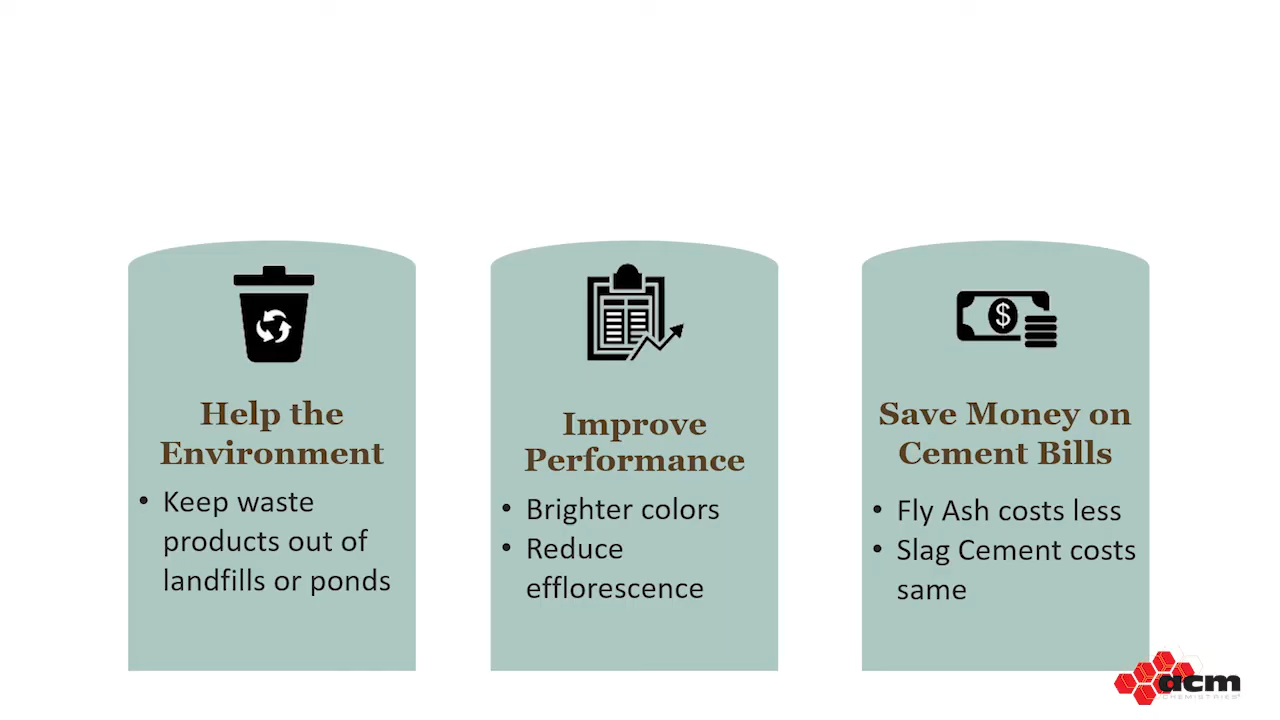 Help the
Environment
• Keep waste
products out of
landfills or ponds
Improve
Performance
• Brighter colors
• Reduce
efflorescence
$
Save Money on
Cement Bills
• Fly Ash costs less
• Slag Cement costs
same
acm
CHEMISTRIES